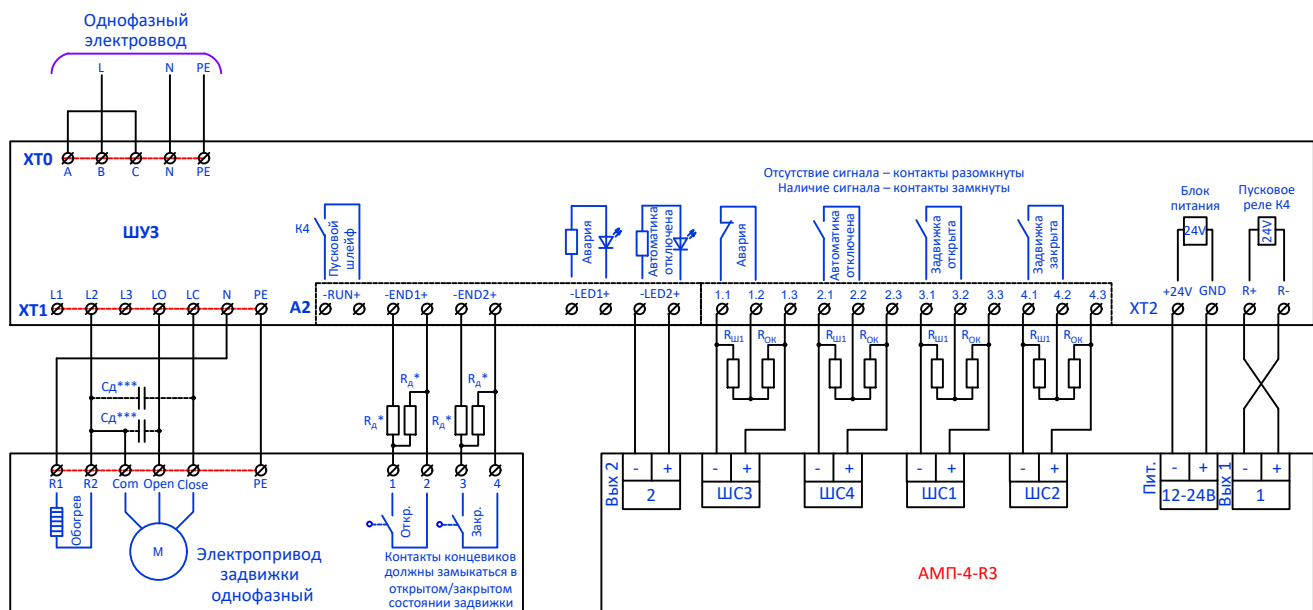 Однофазный
электроввод
L N PE
XT0
A B C N PE
ШУЗ
Отсутствие сигнала – контакты разомкнуты
Наличие сигнала – контакты замкнуты
Блок
питания
Пусковое
реле К4
24V
24V
К4
Пусковой
шлейф
Авария
Автоматика
отключена
Авария
Автоматика
отключена
Задвижка
открыта
Задвижка
закрыта
XT1
L1 L2 L3 LO LC N PE
A2
-RUN+ -END1+ -END2+ -LED1+ -LED2+
1.1 1.2 1.3 2.1 2.2 2.3 3.1 3.2 3.3 4.1 4.2 4.3
XT2
+24V GND R+ R-
RШ1 RОК RШ1 RОК RШ1 RОК RШ1 RОК
Сд***
Сд***
Rд* Rд*
Rд* Rд*
R1 R2 Com Open Close PE
1 2 3 4
Обогрев
M
Электропривод
задвижки
однофазный
Откр.
Закр.
Контакты концевиков
должны замыкаться в
открытом/закрытом
состоянии задвижки
Вых 2
- +
2
- +
ШС3
- +
ШС4
- +
ШС1
- +
ШС2
Пит.
- +
12-24В
Вых 1
- +
1
АМП-4-R3